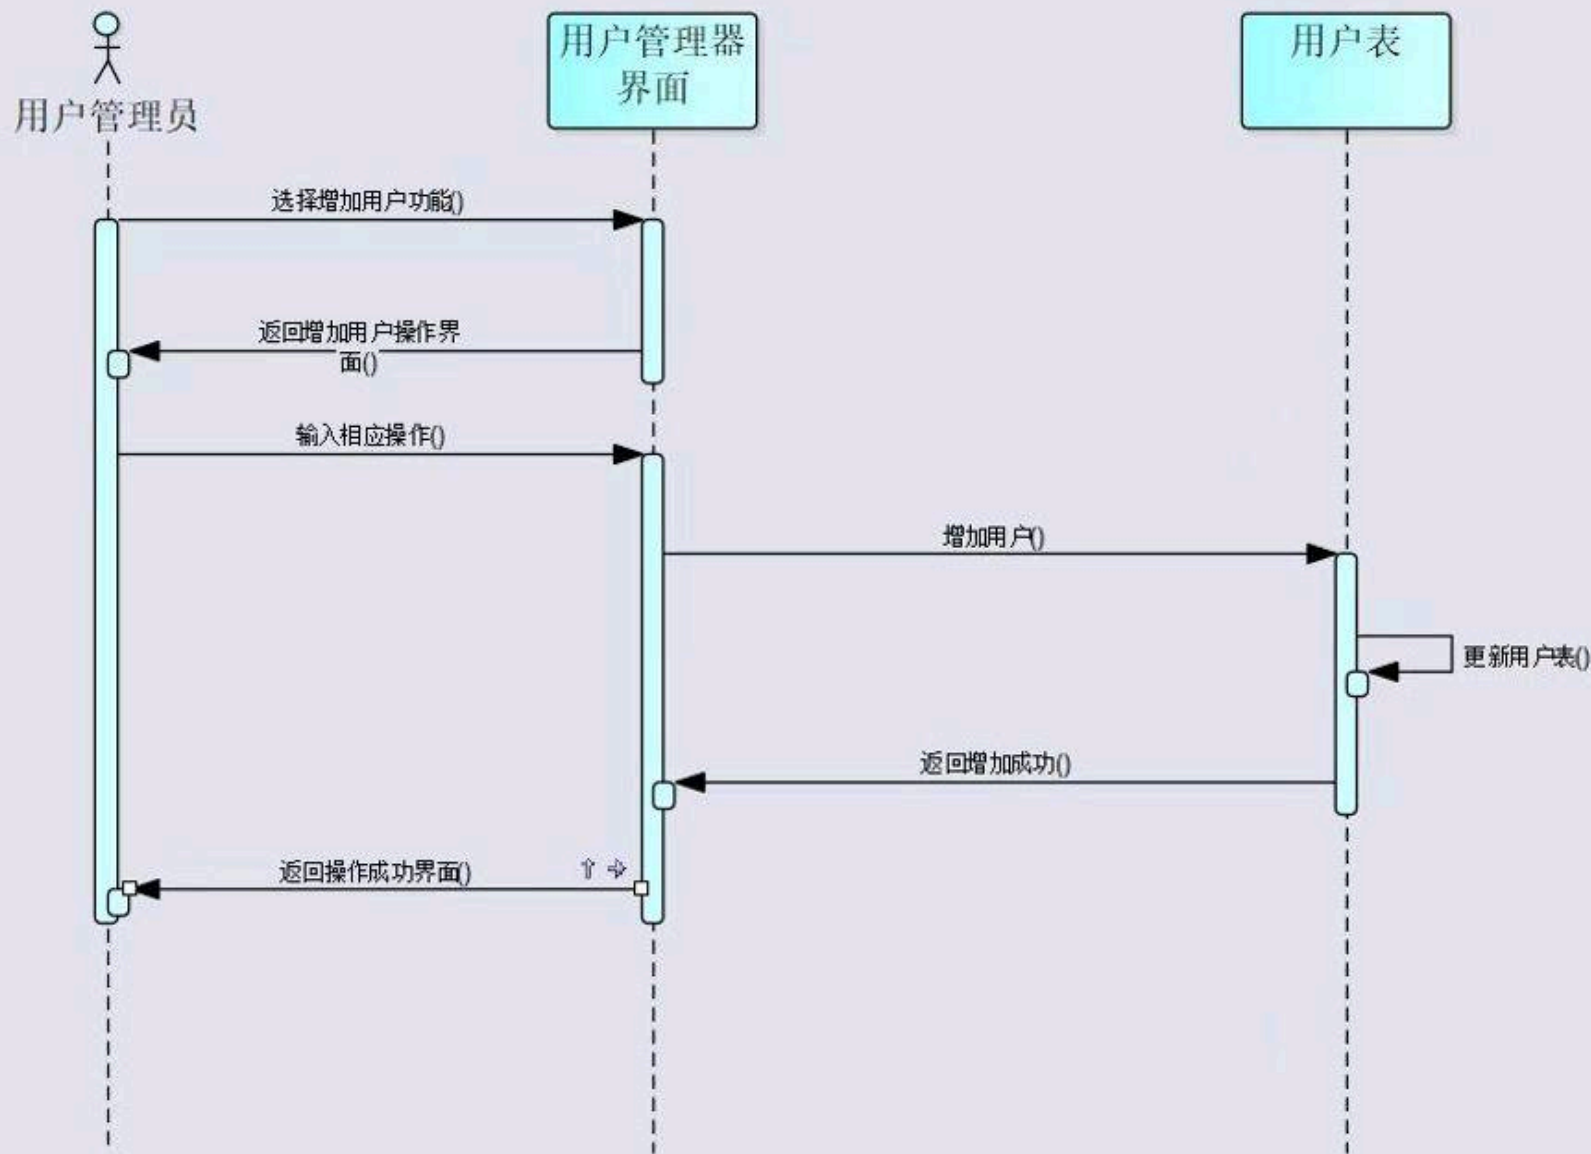 用户管理员
用户管理器
界面
用户表
选择增加用户功能()
返回增加用户操作界
面()
输入相应操作()
增加用户()
更新用户表()
返回增加成功()
返回操作成功界面()